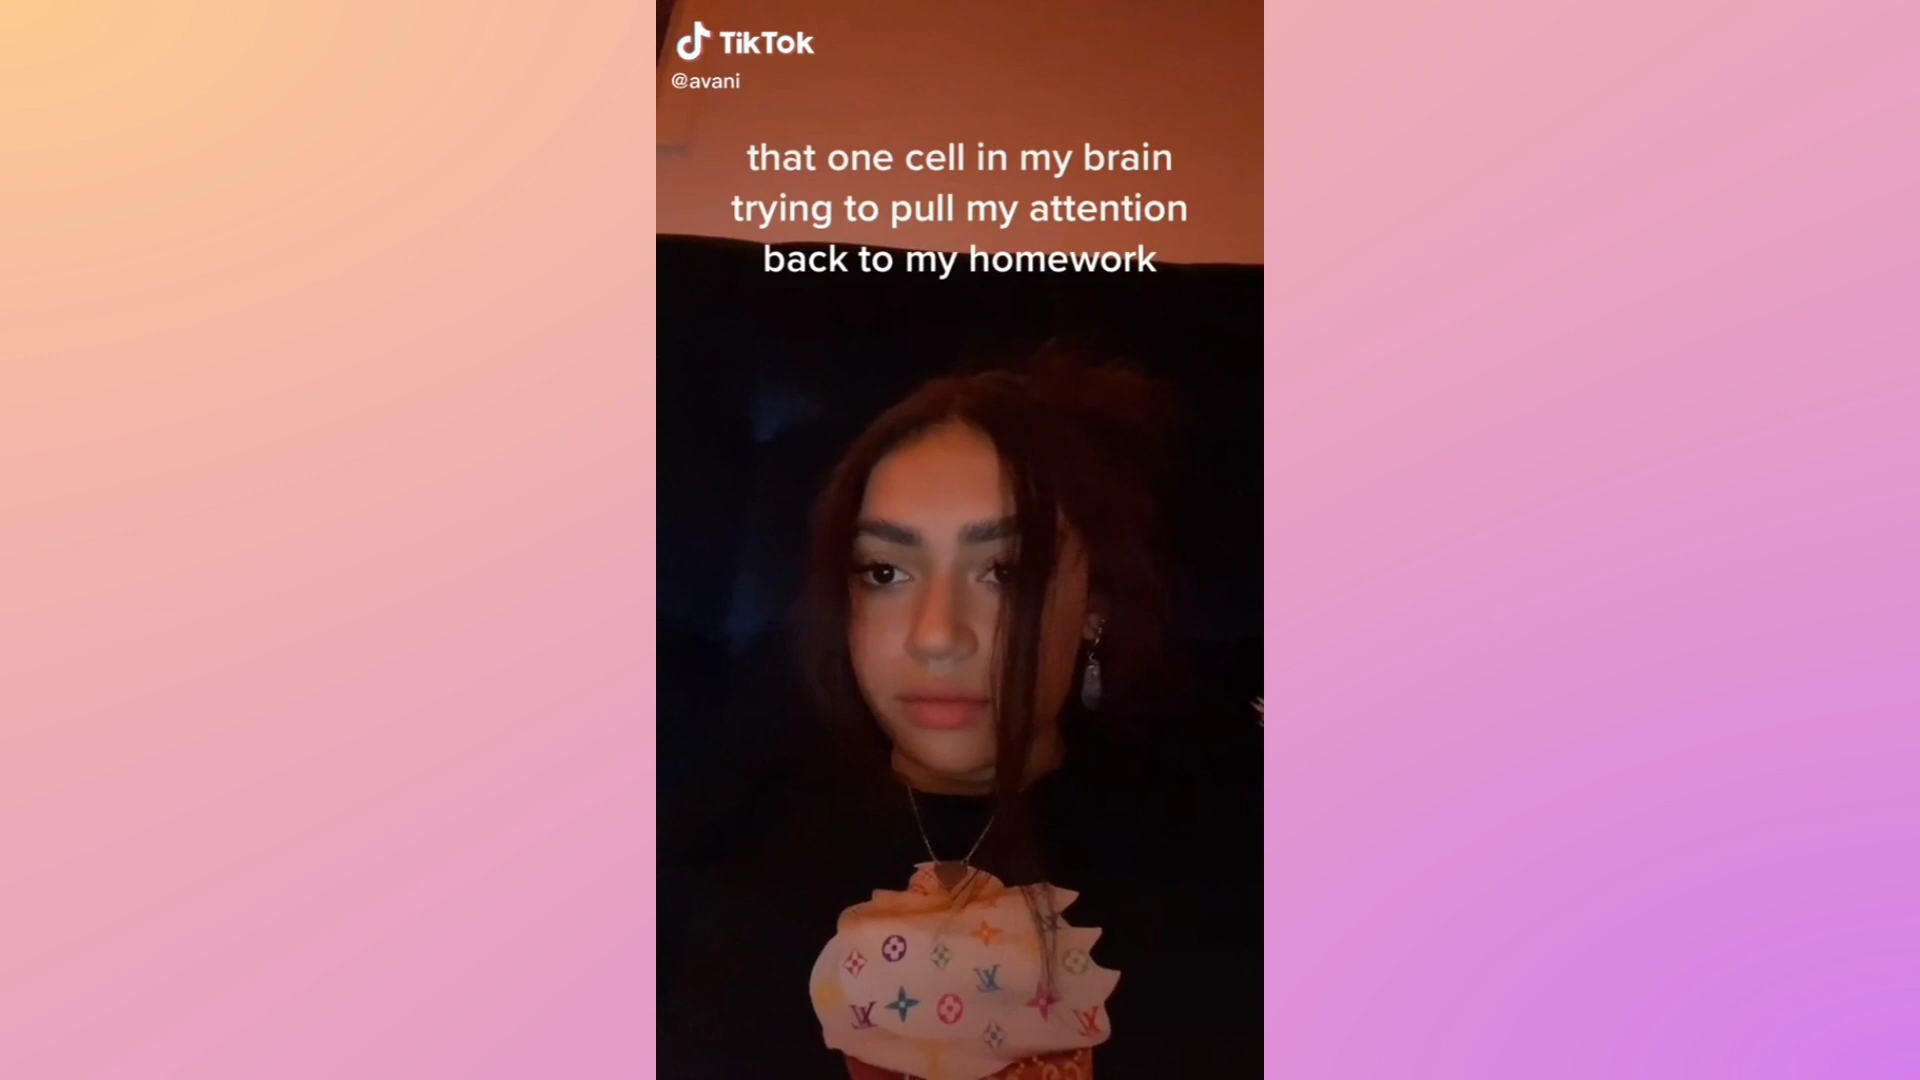 TikTok
@avani
that one cell in my brain
trying to pull my attention
back to my homework